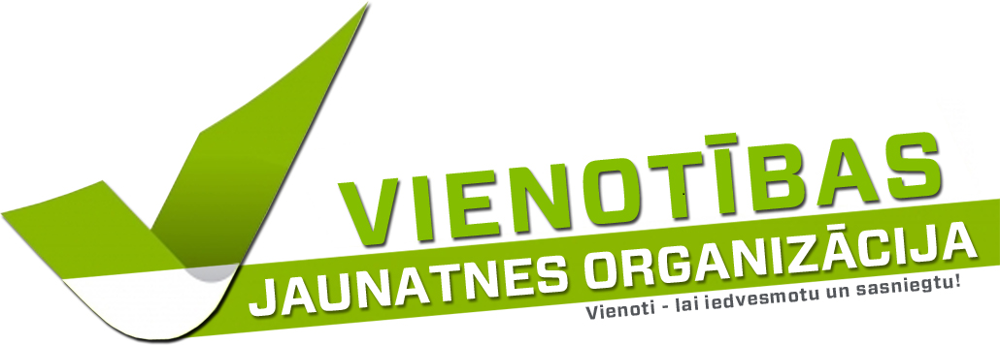 VIENOTĪBAS
JAUNATNES ORGANIZĀCIJA
Vienoti - lai iedvesmotu un sasniegtu!